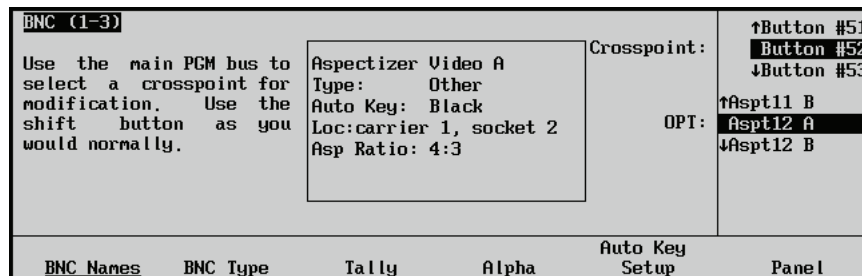 BNC (1-3)
Use the main PGM bus to
select a crosspoint for
modification. Use the
shift button as you
would normally.
Aspectizer Video A
Type: Other
Auto Key: Black
Loc:carrier 1, socket 2
Asp Ratio: 4:3
Crosspoint:
↑Button #51
Button #52
↓Button #53
OPT:
↑Aspt11 B
Aspt12 A
↓Aspt12 B
BNC Names
BNC Type
Tally
Alpha
Auto Key
Setup
Panel